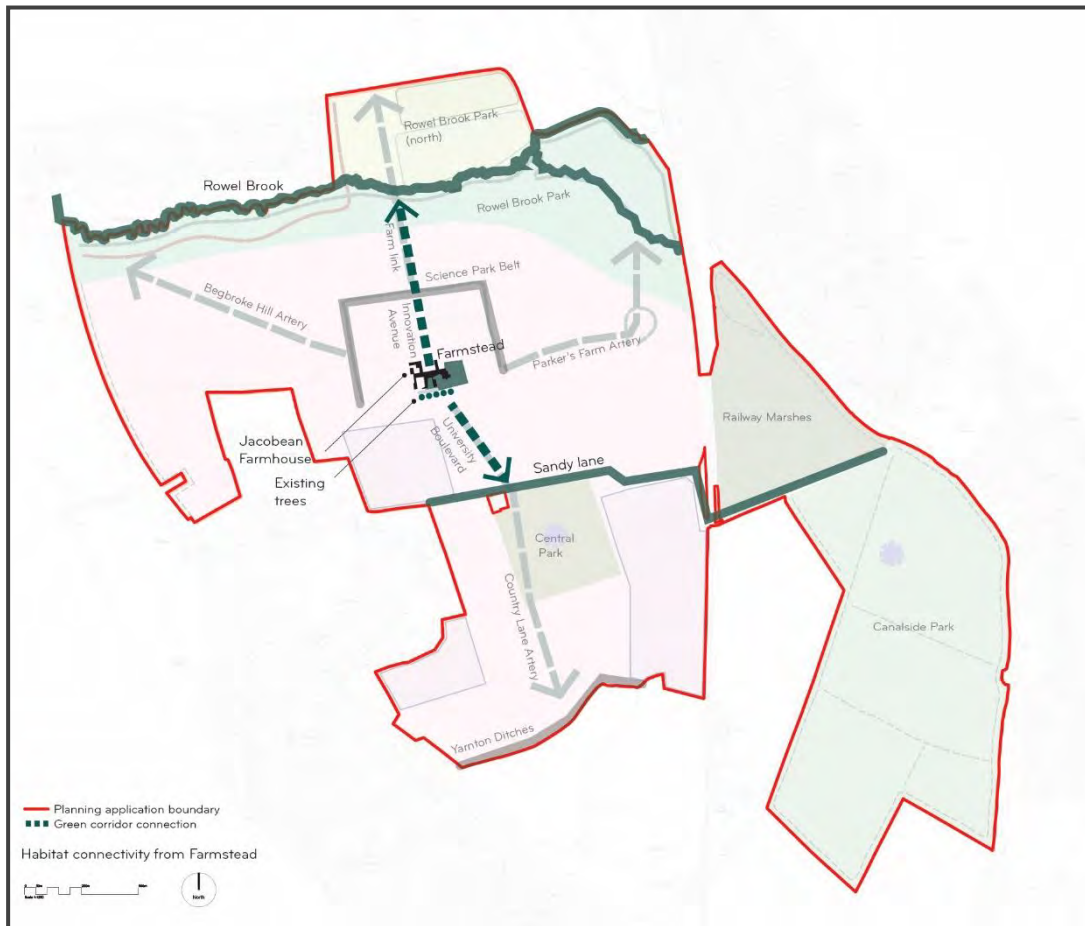 Rowel Brook Park
(north)
Rowel Brook
Rowel Brook Park
Farm link
Science Park Belt
Begbroke Hill Artery
Innovation
Avenue
Farmstead
Parker's Farm Artery
Railway Marshes
Jacobean
Farmhouse
University
Boulevard
Existing
trees
Sandy lane
Central
Park
Country Lane Artery
Canalside Park
Yarnton Ditches
Planning application boundary
Green corridor connection
Habitat connectivity from Farmstead
North